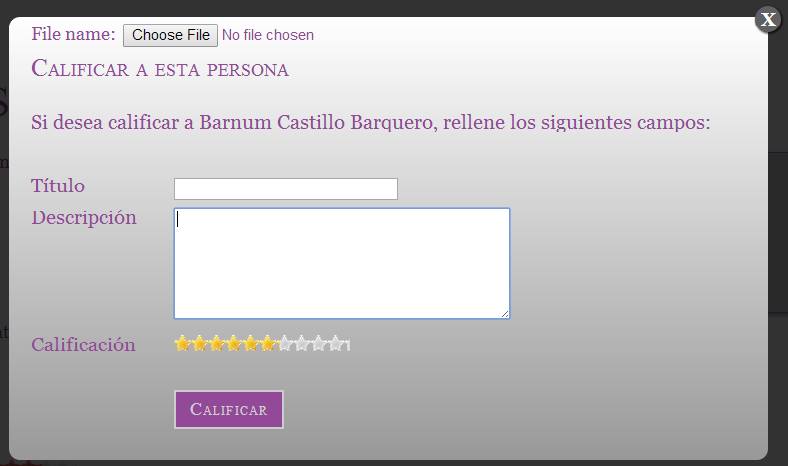 X
File name: Choose File No file chosen
Calificar a esta persona
Si desea calificar a Barnum Castillo Barquero, rellene los siguientes campos:
Título
Descripción
Calificación
Calificar